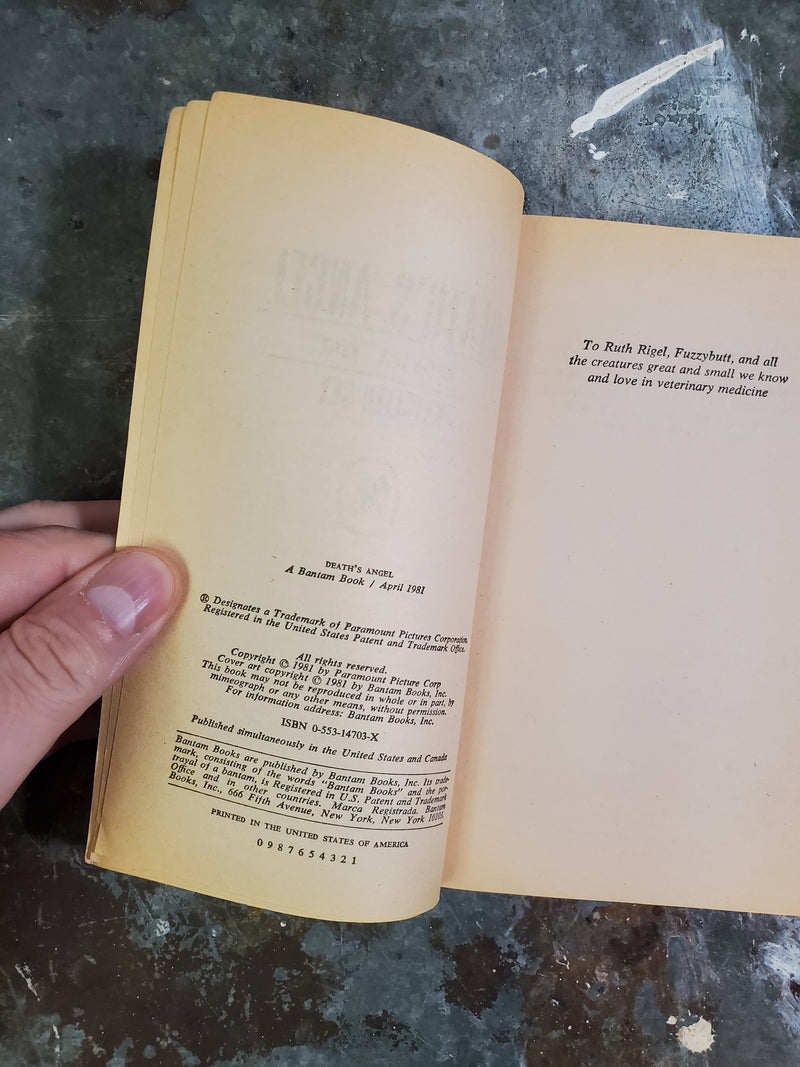 DEATH'S ANGEL
A Bantam Book / April 1981
® Designates a Trademark of Paramount Pictures Corporation.
Registered in the United States Patent and Trademark Office.
All rights reserved.
Copyright © 1981 by Paramount Picture Corp
Cover art copyright © 1981 by Bantam Books, Inc.
This book may not be reproduced in whole or in part, by
mimeograph or any other means, without permission.
For information address: Bantam Books, Inc.
ISBN 0-553-14703-X
Published simultaneously in the United States and Canada
Bantam Books are published by Bantam Books, Inc. Its trade-
mark, consisting of the words "Bantam Books" and the por-
trayal of a bantam, is Registered in U.S. Patent and Trademark
Office and in other countries. Marca Registrada. Bantam
Books, Inc., 666 Fifth Avenue, New York, New York 10103.
PRINTED IN THE UNITED STATES OF AMERICA
0 9 8 7 6 5 4 3 2 1
To Ruth Rigel, Fuzzybutt, and all
the creatures great and small we know
and love in veterinary medicine